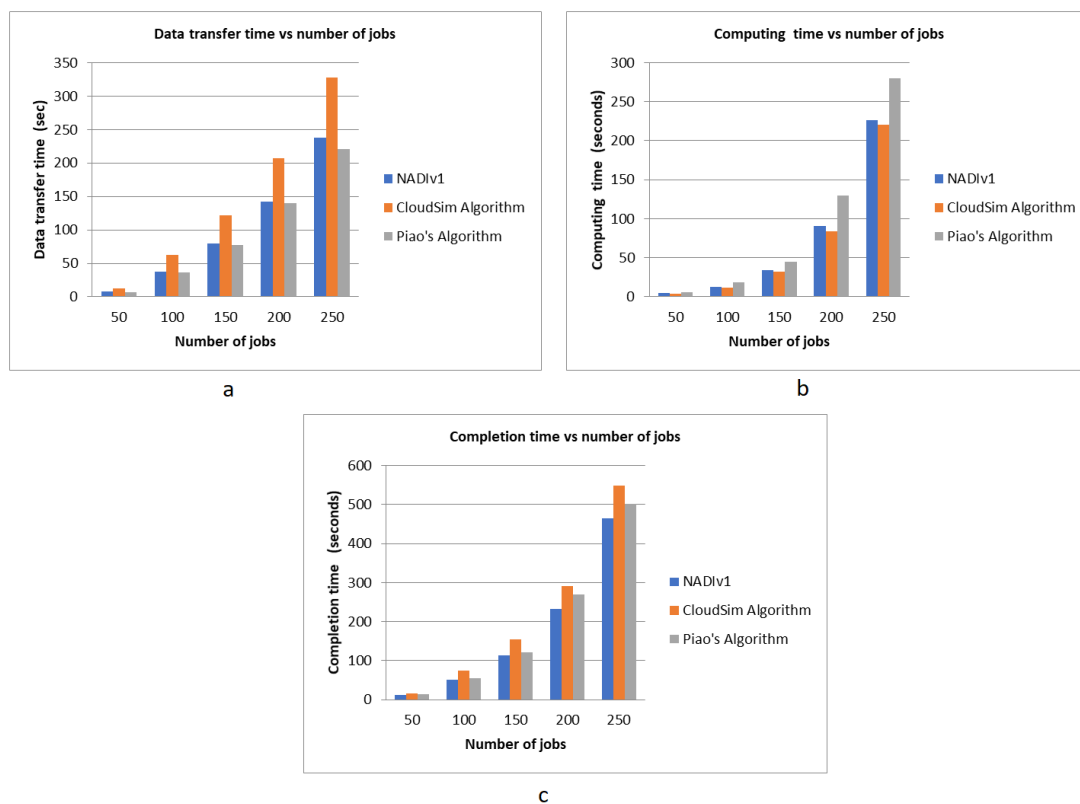 Data transfer time vs number of jobs
Data transfer time (sec)
350
300
250
200
150
100
50
0
50 100 150 200 250
Number of jobs
NADIv1
CloudSim Algorithm
Piao's Algorithm
a
Computing time vs number of jobs
Computing time (seconds)
300
250
200
150
100
50
0
50 100 150 200 250
Number of jobs
NADIv1
CloudSim Algorithm
Piao's Algorithm
b
Completion time vs number of jobs
Completion time (seconds)
600
500
400
300
200
100
0
50 100 150 200 250
Number of jobs
NADIv1
CloudSim Algorithm
Piao's Algorithm
c